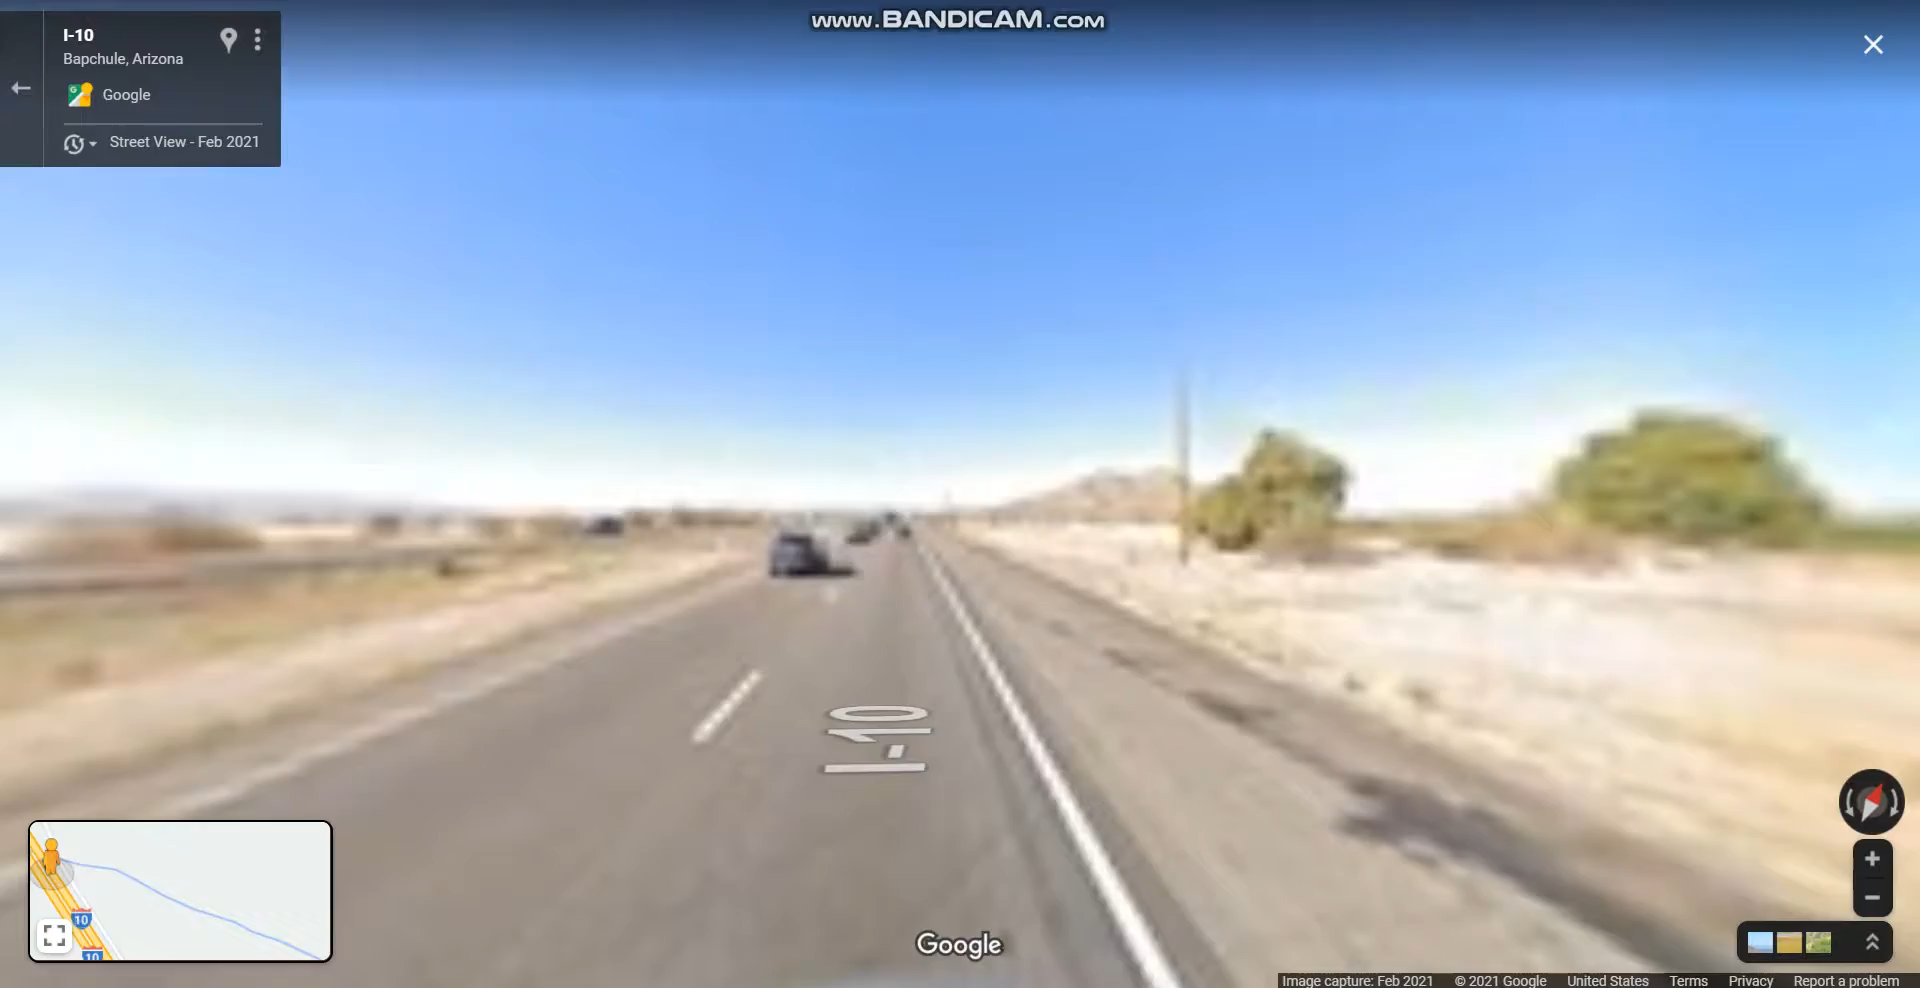 www.BANDICAM.com
I-10
Bapchule, Arizona
Google
Street View - Feb 2021
I-10
10
10
Google
Image capture: Feb 2021 © 2021 Google United States Terms Privacy Report a problem